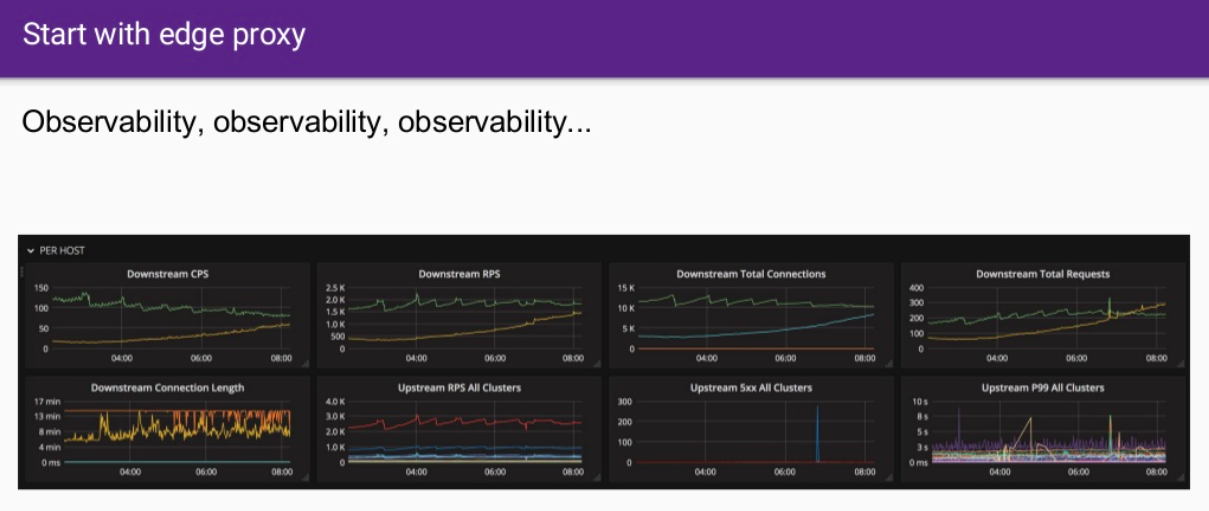 Start with edge proxy
Observability, observability, observability...
PER HOST
Downstream CPS
150
100
50
0
04:00 06:00 08:00
Downstream RPS
2.5 K
2.0 K
1.5 K
1.0 K
500
0
04:00 06:00 08:00
Downstream Total Connections
15 K
10 K
5 K
0
04:00 06:00 08:00
Downstream Total Requests
400
300
200
100
0
04:00 06:00 08:00
Downstream Connection Length
17 min
13 min
8 min
4 min
0 ms
04:00 06:00 08:00
Upstream RPS All Clusters
4.0 K
3.0 K
2.0 K
1.0 K
0
04:00 06:00 08:00
Upstream 5xx All Clusters
300
200
100
0
04:00 06:00 08:00
Upstream P99 All Clusters
10 s
8 s
5 s
3 s
0 ms
04:00 06:00 08:00